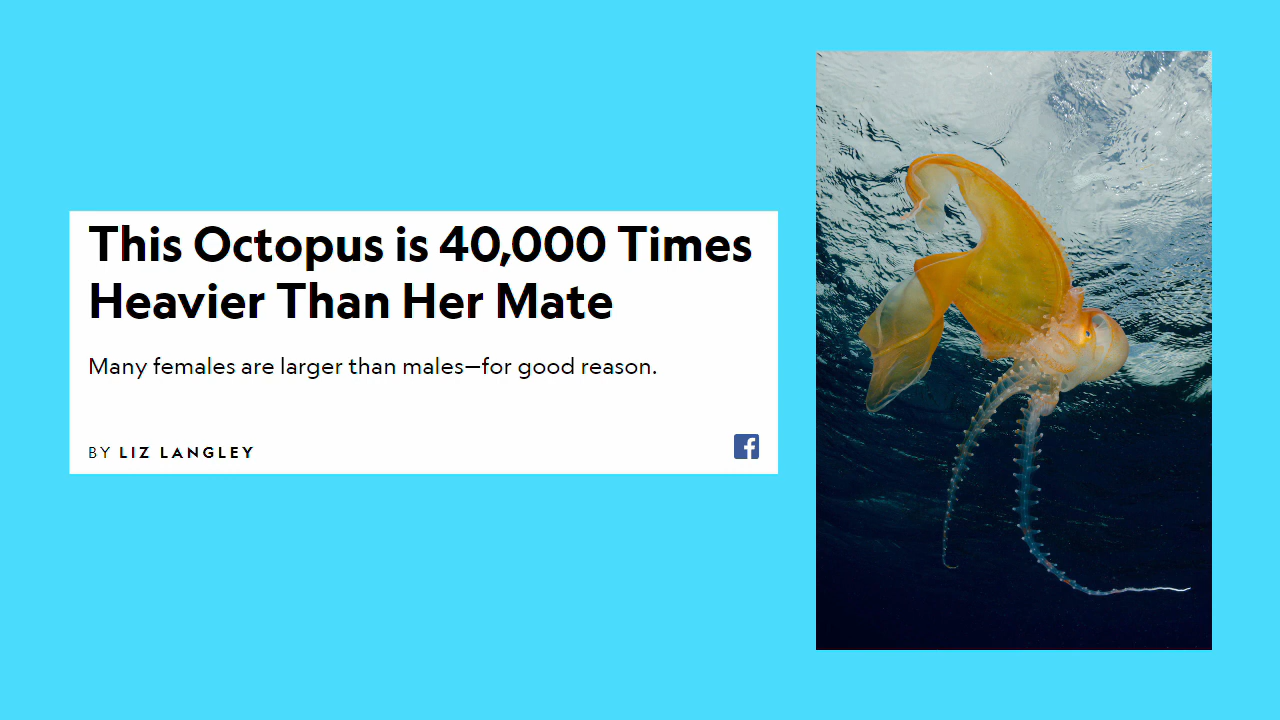 This Octopus is 40,000 Times
Heavier Than Her Mate
Many females are larger than males—for good reason.
BY LIZ LANGLEY